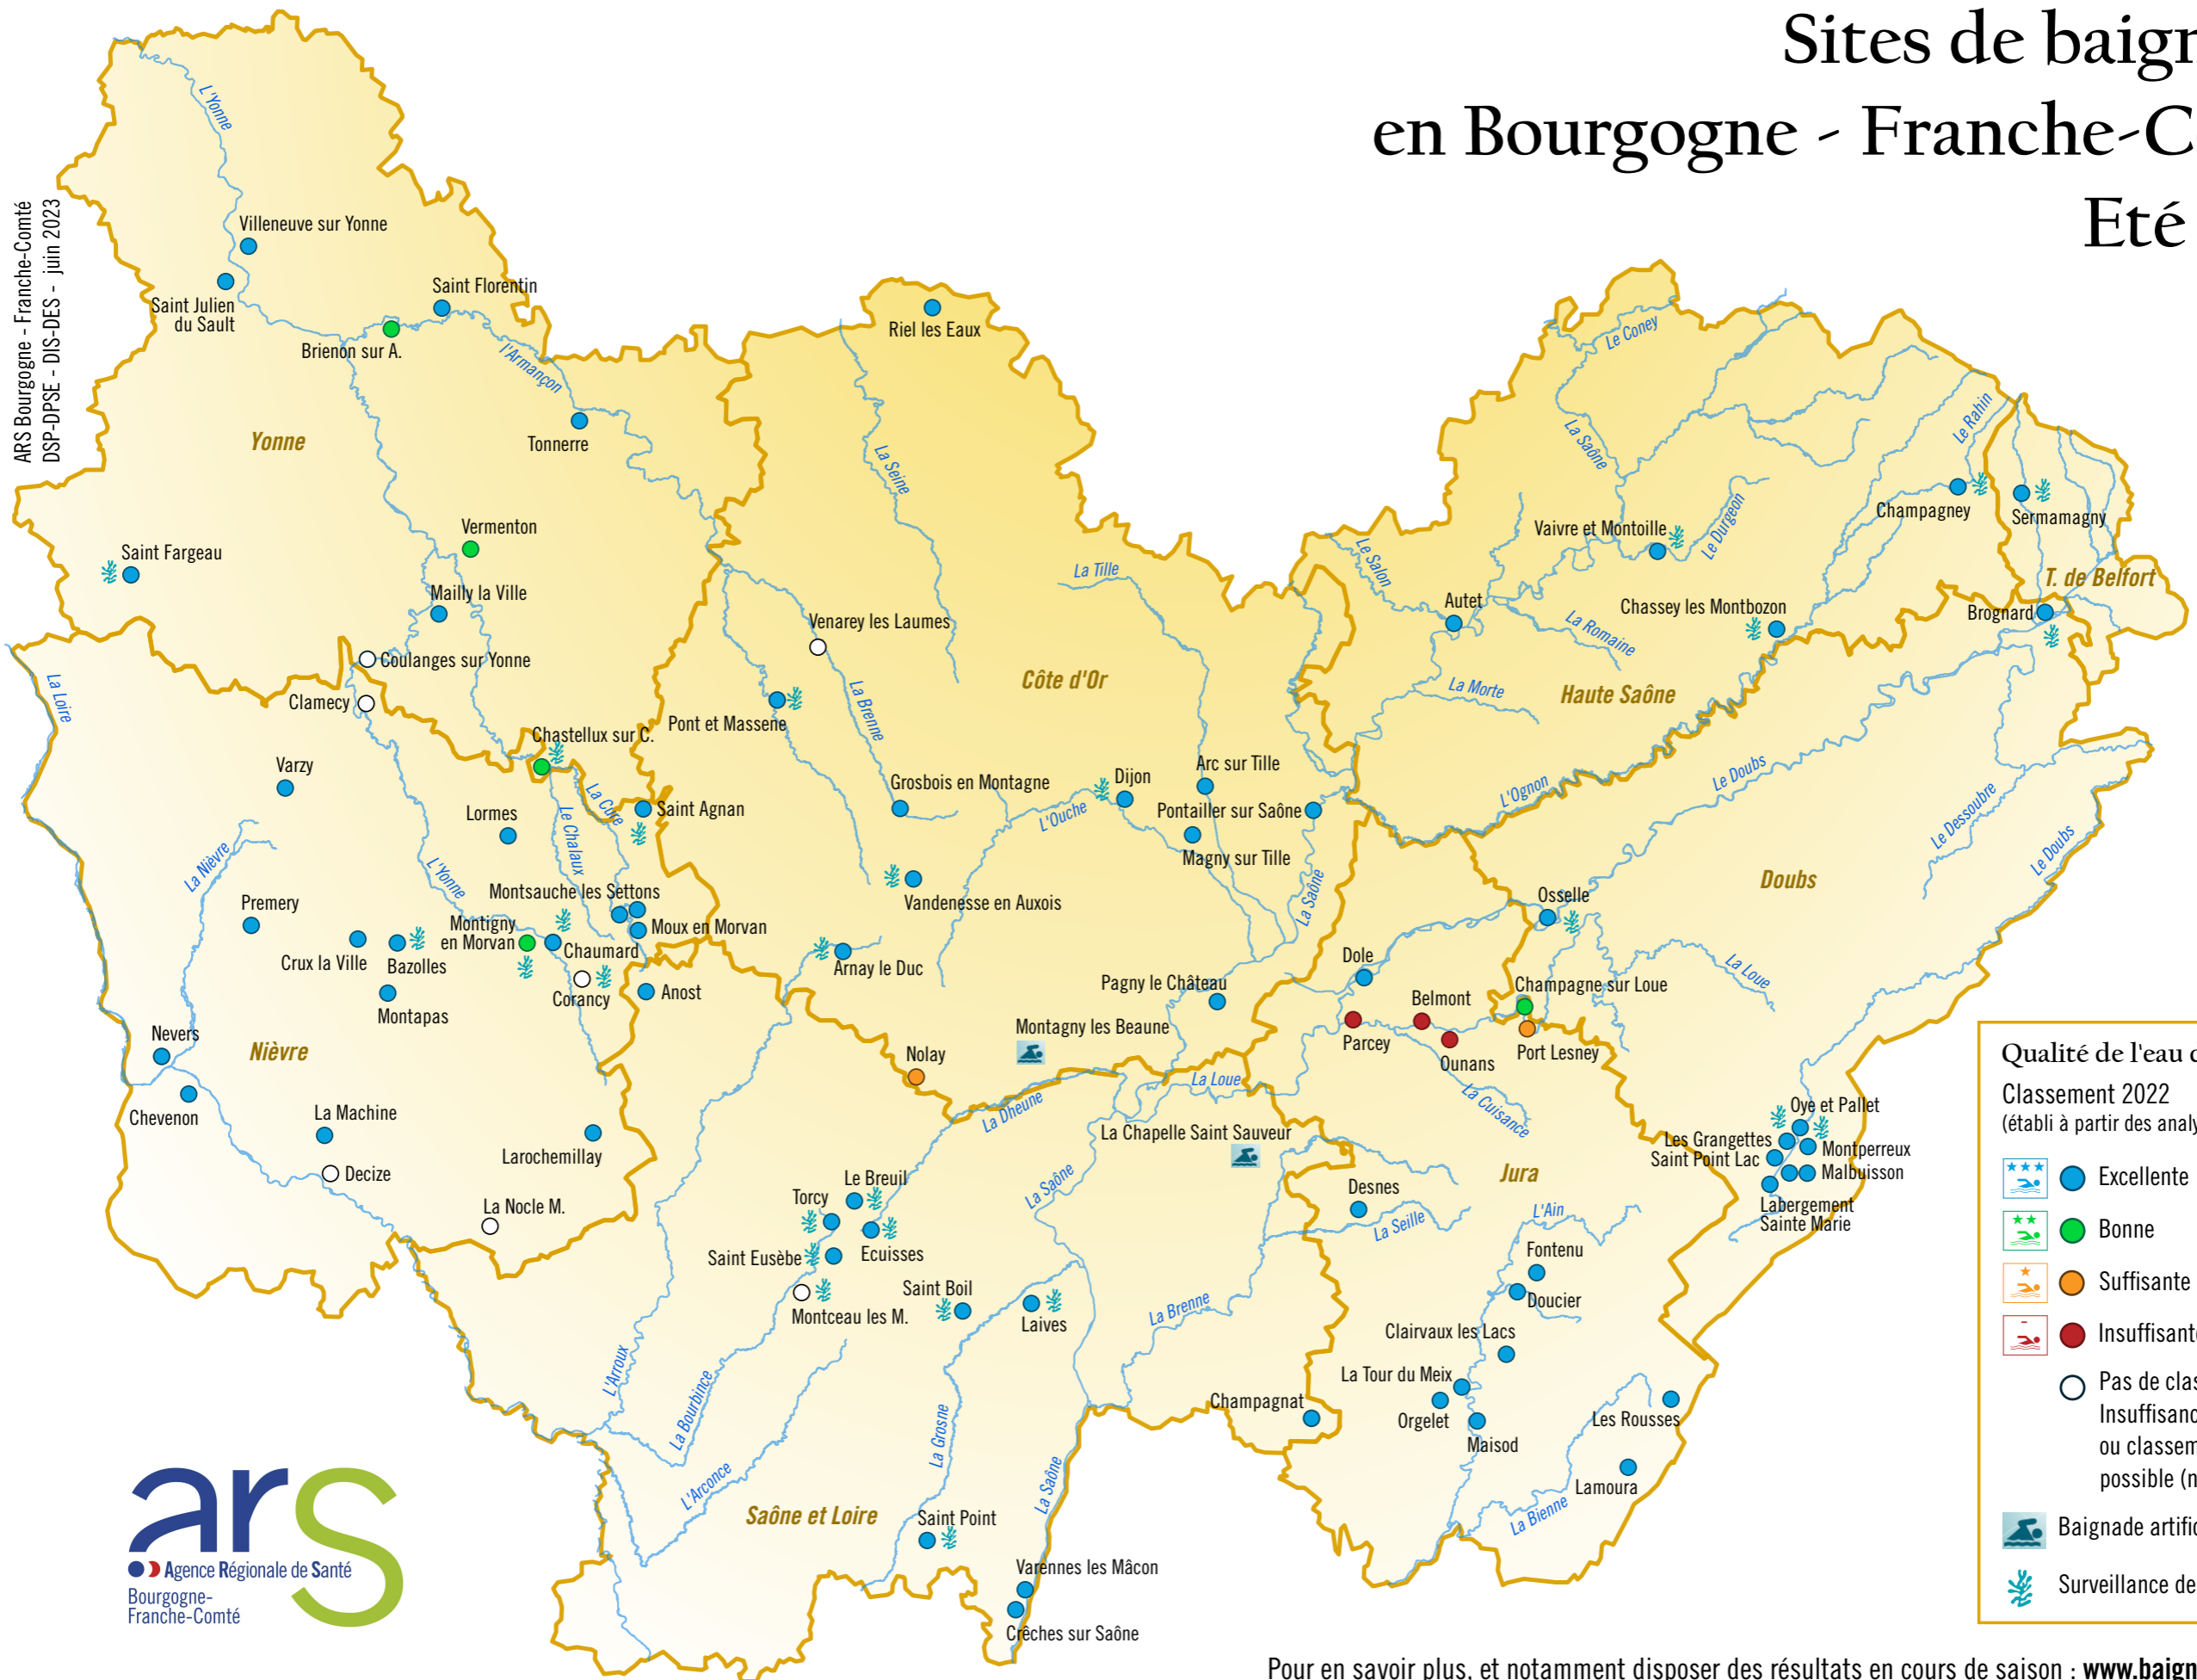 Sites de
en Bourgogne - Franche-
Eté
ARS Bourgogne - Franche-Comté
DSP-DPSE - DIS-DES - juin 2023
L'Yonne
Villeneuve sur Yonne
Saint Julien
du Sault
Saint Florentin
Brienon sur A.
l'Armançon
Tonnerre
Yonne
Vermenton
Saint Fargeau
Mailly la Ville
Coulanges sur Yonne
Chastellux sur C.
Riel les Eaux
La Seine
La Tille
Venarey les Laumes
Côte d'Or
La Brenne
Pont et Massene
Grosbois en Montagne
Dijon
Arc sur Tille
L'Ouche
Pontailler sur Saône
Magny sur Tille
Vandenesse en Auxois
La Saône
Arnay le Duc
Pagny le Château
Montagny les Beaune
Nolay
Le Coney
La Saône
Le Rahin
Le Durgeon
Champagney
Vaivre et Montoille
Le Salon
Autet
Chassey les Montbozon
La Romaine
La Morte
Haute Saône
L'Ognon
Sermamagny
T. de Belfort
Brognard
Le Doubs
Le Dessoubre
Le Doubs
Doubs
Osselle
La Loue
Champagne sur Loue
Oye et Pallet
Les Grangettes
Saint Point Lac
Montperreux
Malbuisson
Labergement
Sainte Marie
La Loire
Clamecy
Varzy
La Cure
Le Chalaux
Saint Agnan
Lormes
La Nièvre
L'Yonne
Montsauche les Settons
Premery
Montigny
en Morvan
Moux en Morvan
Chaumard
Crux la Ville
Bazolles
Corancy
Montapas
Nevers
Nièvre
Chevenon
La Machine
Decize
Larochemillay
La Nocle M.
Anost
La Dheune
La Loue
La Chapelle Saint Sauveur
La Saône
Le Breuil
Torcy
Ecuisses
Saint Eusèbe
Montceau les M.
Saint Boil
Laives
La Brenne
L'Arroux
La Bourbince
L'Arconce
La Grosne
La Saône
Champagnat
Saône et Loire
Saint Point
Varennes les Mâcon
Crêches sur Saône
Dole
Belmont
Parcey
Ounans
Port Lesney
La Cuisance
Jura
Desnes
La Seille
L'Ain
Fontenu
Doucier
Clairvaux les Lacs
La Tour du Meix
Orgelet
Maisod
Les Rousses
Lamoura
La Bienne
Qualité de l'eau
Classement 2022
(établi à partir des
Excellente
Bonne
Suffisante
Insuffisante
Pas de
ou
possible
Baignade
Surveillance de
ars
Agence Régionale de Santé
Bourgogne-
Franche-Comté
Pour en savoir plus, et notamment disposer des résultats en cours de saison :